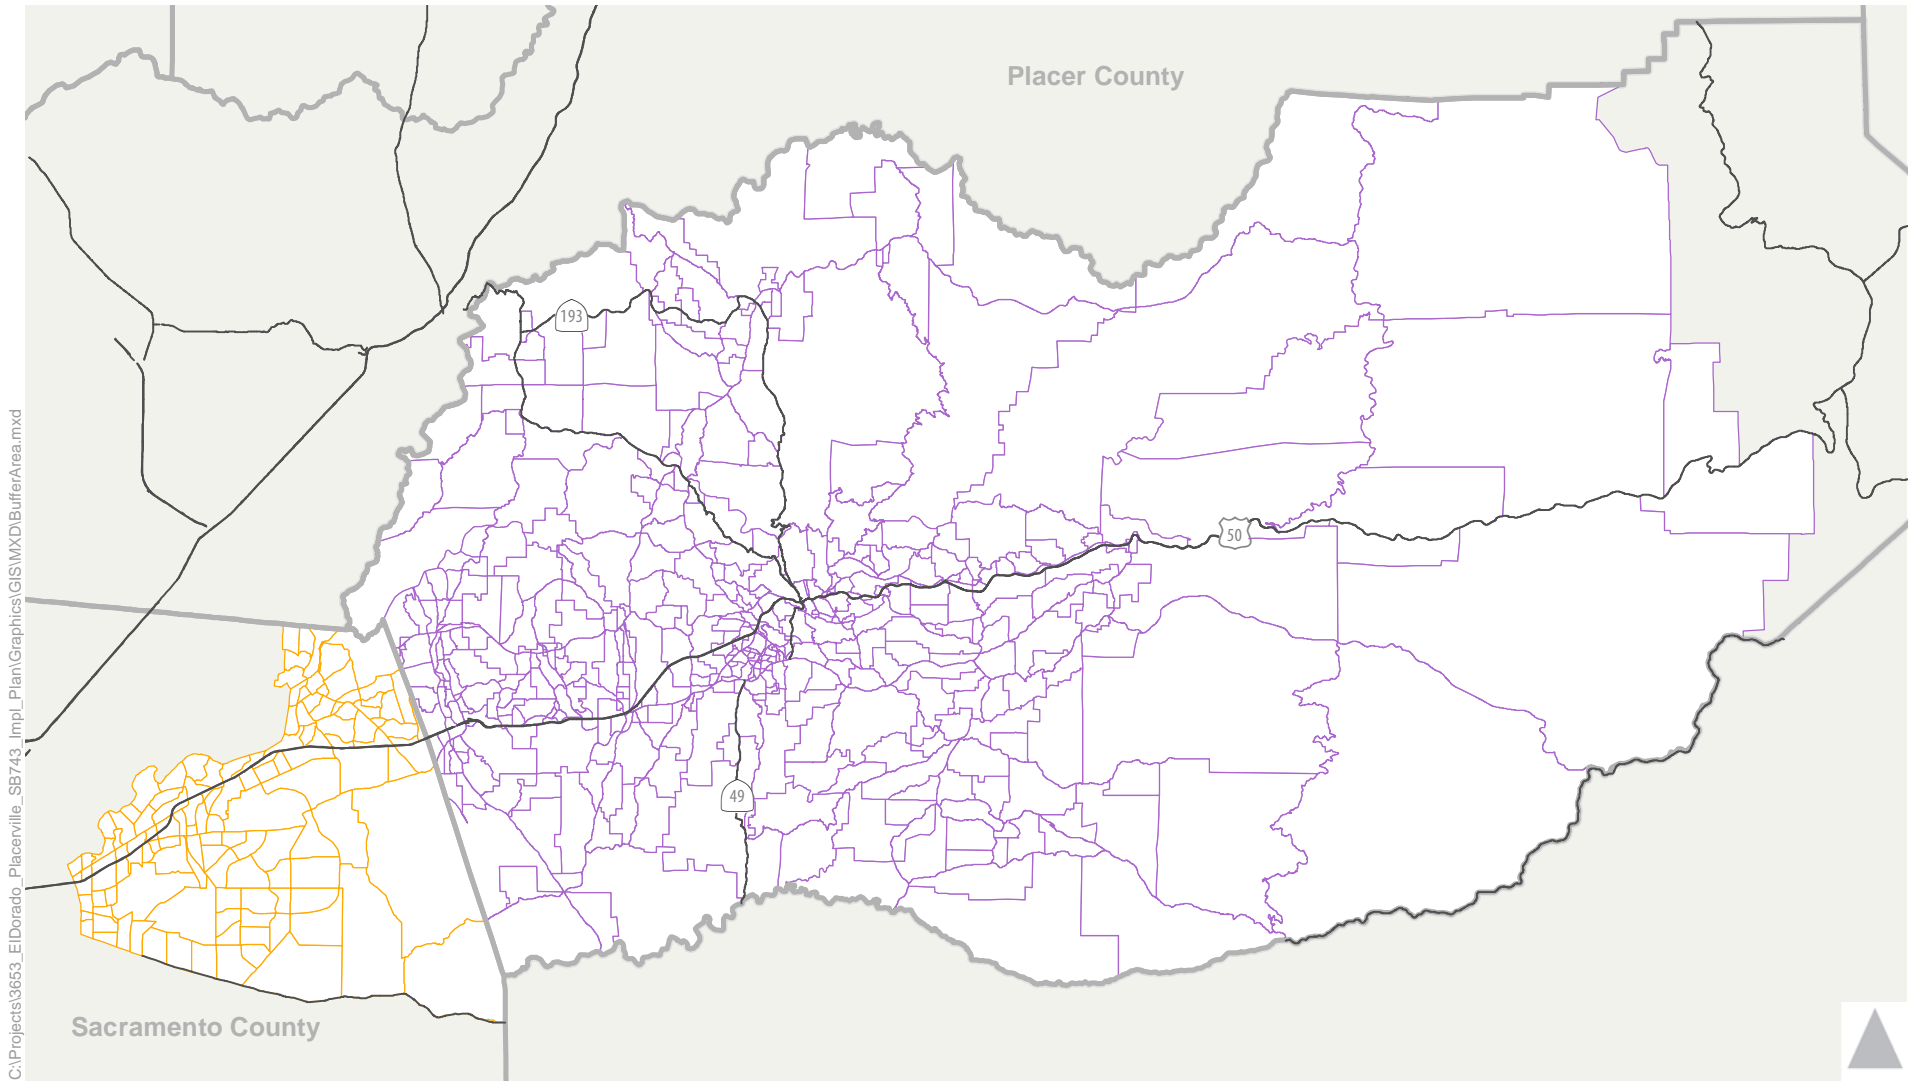 Placer County
193
50
49
Sacramento County
C:\Projects\3653_ElDorado_Placerville_SB743_Impl_Plan\Graphics\GIS\MXD\BufferArea.mxd